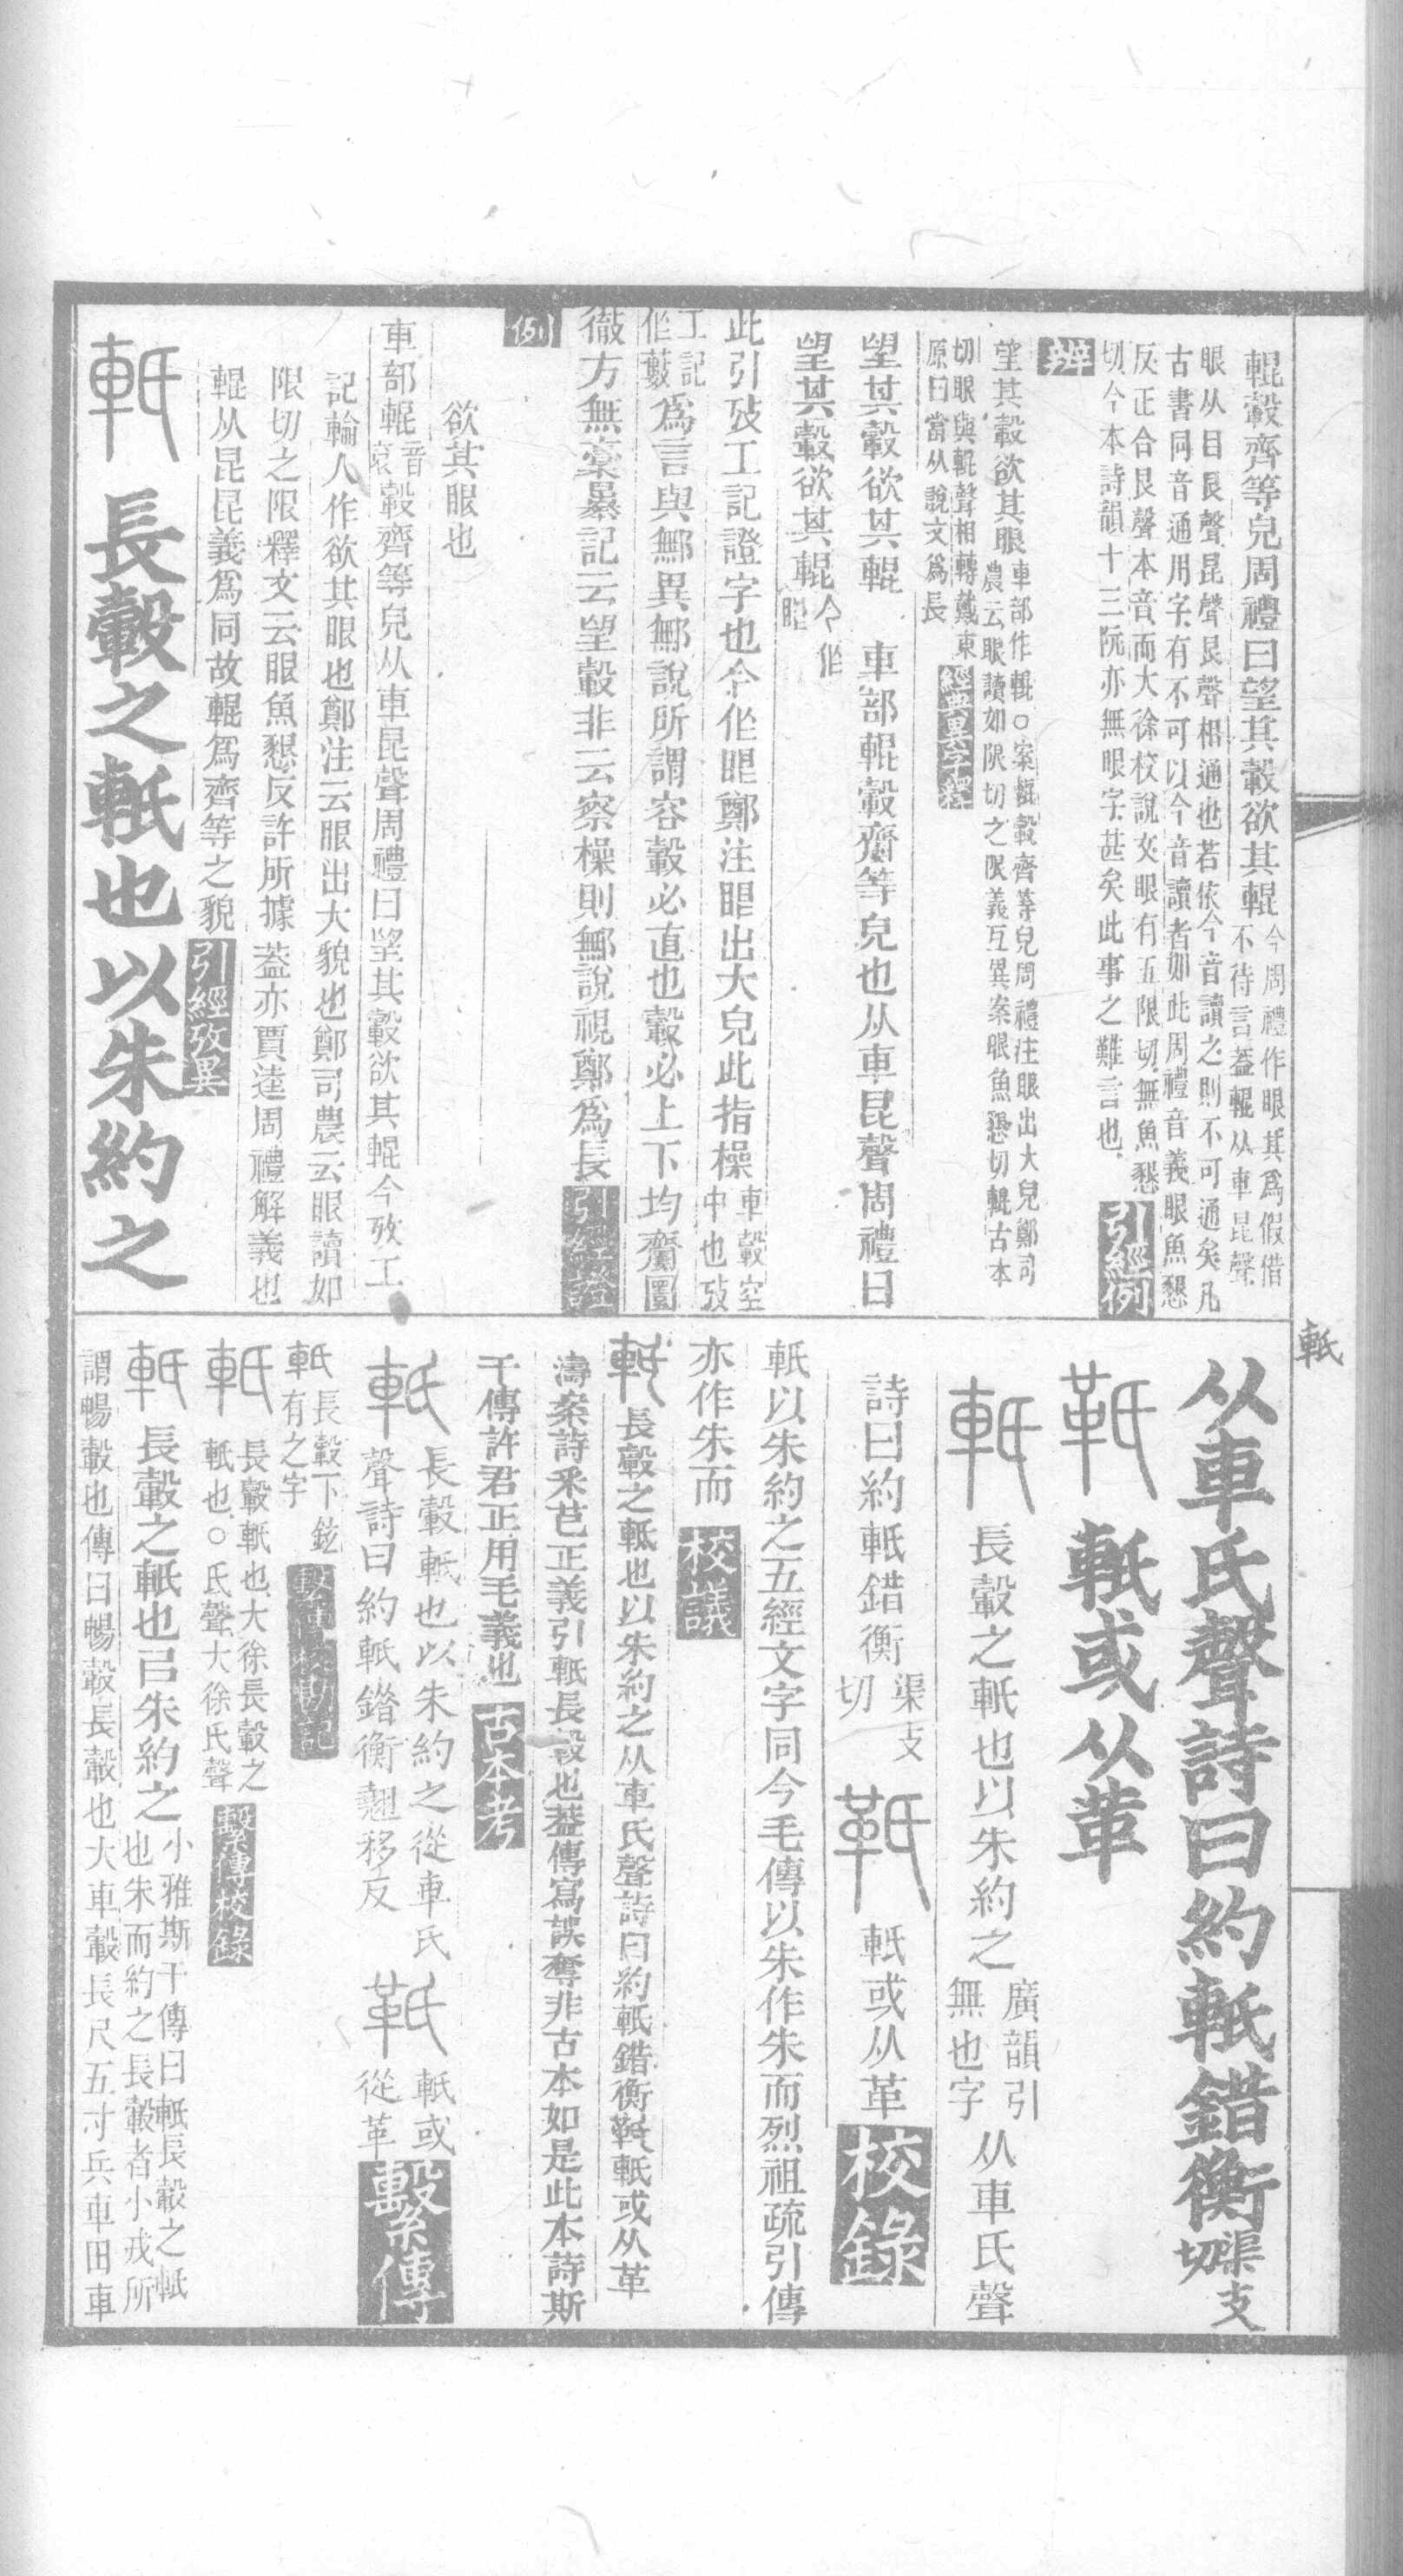 輥轂齊等皃周禮曰望其轂欲其輥今周禮作眼其爲假借
不待言葢輥从車昆聲
眼从目㫐聲昆聲㫐聲相通也若依今音讀之則不可通矣凡
古書同音通用字有不可以今音讀者如此周禮音義眼魚懇
反正合㫐聲本音而大徐校說文眼有五限切無魚懇
切今本詩韻十三阮亦無眼字甚矣此事之難言也引經例
辨
望其轂欲其眼車部作輥○案輥轂齊等皃周禮注眼出大皃鄭司
農云眼讀如限切之限義互異案眼魚懇切輥古本
切眼與輥聲相轉戴東
原曰當从說文爲長經典異字釋
望其轂欲其輥 車部輥轂齊等皃也从車昆聲周禮曰
望其轂欲其輥今作
眼
此引攷工記證字也今作眼鄭注眼出大皃此指操車轂空
中也攷
工記
作藪爲言與鄦異鄦說所謂容轂必直也轂必上下均齊圜
徹方無槀暴記云望轂非云察操則鄦說視鄭爲長引經證
例
欲其眼也
車部輥音
衮轂齊等皃从車昆聲周禮曰望其轂欲其輥今攷工
記輪人作欲其眼也鄭注云眼出大貌也鄭司農云眼讀如
限切之限釋文云眼魚懇反許所據葢亦賈逵周禮解義也
輥从昆昆義爲同故輥爲齊等之貌引經攷異
軝 長轂之軝也以朱約之
軝
从車氏聲詩曰約軝錯衡渠支
切
𩉬 軝或从革
軝 長轂之軝也以朱約之廣韻引
無也字从車氏聲
詩曰約軝錯衡渠支
切 𩉬 軝或从革校錄
軝以朱約之五經文字同今毛傳以朱作朱而烈祖疏引傳
亦作朱而校議
軝長轂之軝也以朱約之从車氏聲詩曰約軝錯衡𩉬軝或从革
濤案詩采芑正義引軝長轂也葢傳寫誤奪非古本如是此本詩斯
干傳許君正用毛義也古本考
軝長轂軝也以朱約之從車氏
聲詩曰約軝錯衡翹移反 𩉬軝或
從革繫傳
軝長轂下鉉
有之字繫傳校勘記
軝長轂軝也大徐長轂之
軝也○氏聲大徐氏聲繫傳校錄
軝長轂之軝也㠯朱約之小雅斯干傳曰軝長轂之軝
也朱而約之長轂者小戎所
謂暢轂也傳曰暢轂長轂也大車轂長尺五寸兵車田車